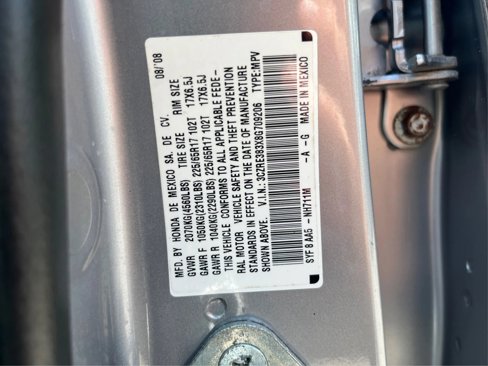 MFD BY HONDA DE MEXICO SA. DE CV. 08/'08
GVWR 2070KG(4560LBS) TIRE SIZE RIM SIZE
GAWR F 1050KG(2310LBS) 225/65R17 102T 17X6.5J
GAWR R 1040KG(2290LBS) 225/65R17 102T 17X6.5J
THIS VEHICLE CONFORMS TO ALL APPLICABLE FEDE-
RAL MOTOR VEHICLE SAFETY AND THEFT PREVENTION
STANDARDS IN EFFECT ON THE DATE OF MANUFACTURE
SHOWN ABOVE. V.I.N.: 3CZRE383X8G709206 TYPE:MPV
SYF8AA5 -NH711M -A -G MADE IN MEXICO